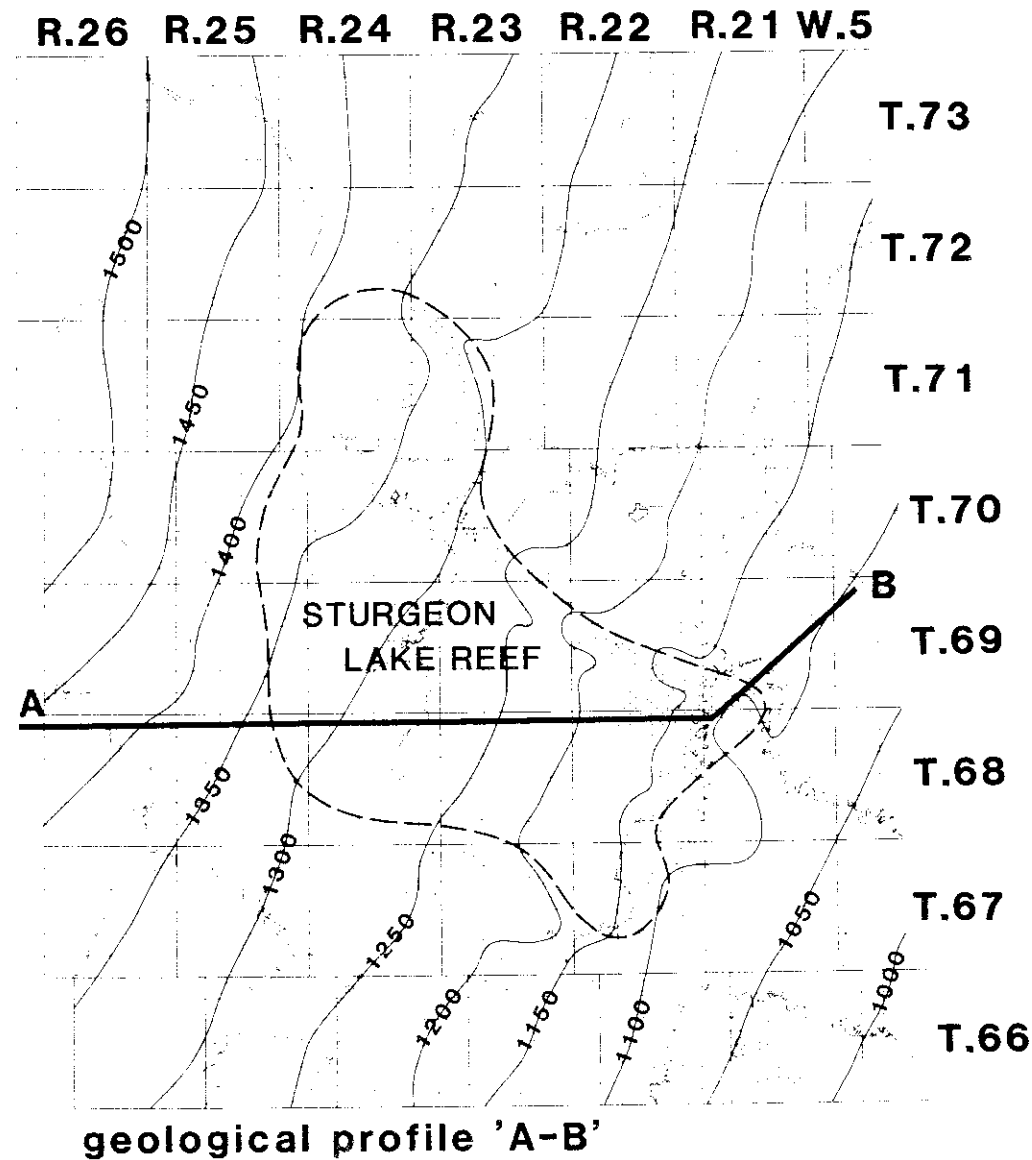 R.26 R.25 R.24 R.23 R.22 R.21 W.5
T.73
T.72
1500
T.71
1450
T.70
1400
B
STURGEON
LAKE REEF
T.69
A
T.68
1350
1300
T.67
1250
1050
1000
1200
1150
1100
T.66
geological profile 'A-B'